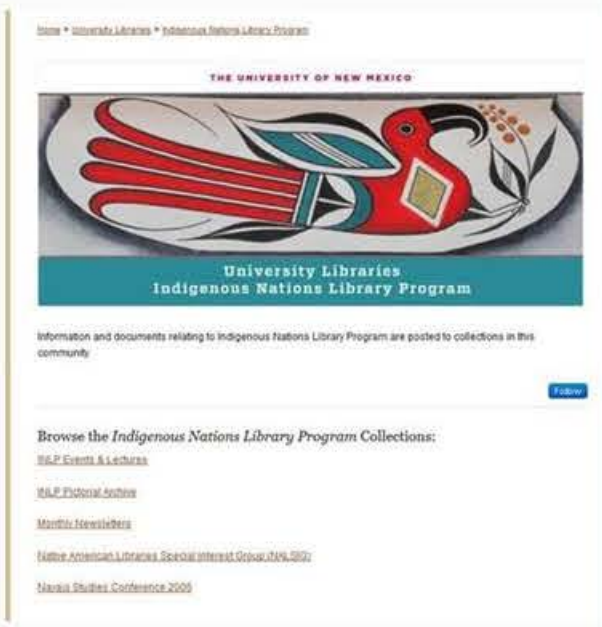 Home > University Libraries > Indigenous Nations Library Program
THE UNIVERSITY OF NEW MEXICO
University Libraries
Indigenous Nations Library Program
Information and documents relating to Indigenous Nations Library Program are posted to collections in this
community
Follow
Browse the Indigenous Nations Library Program Collections:
INLP Events & Lectures
INLP Pictorial Archive
Monthly Newsletters
Native American Libraries Special Interest Group (NALSIG)
Navajo Studies Conference 2005